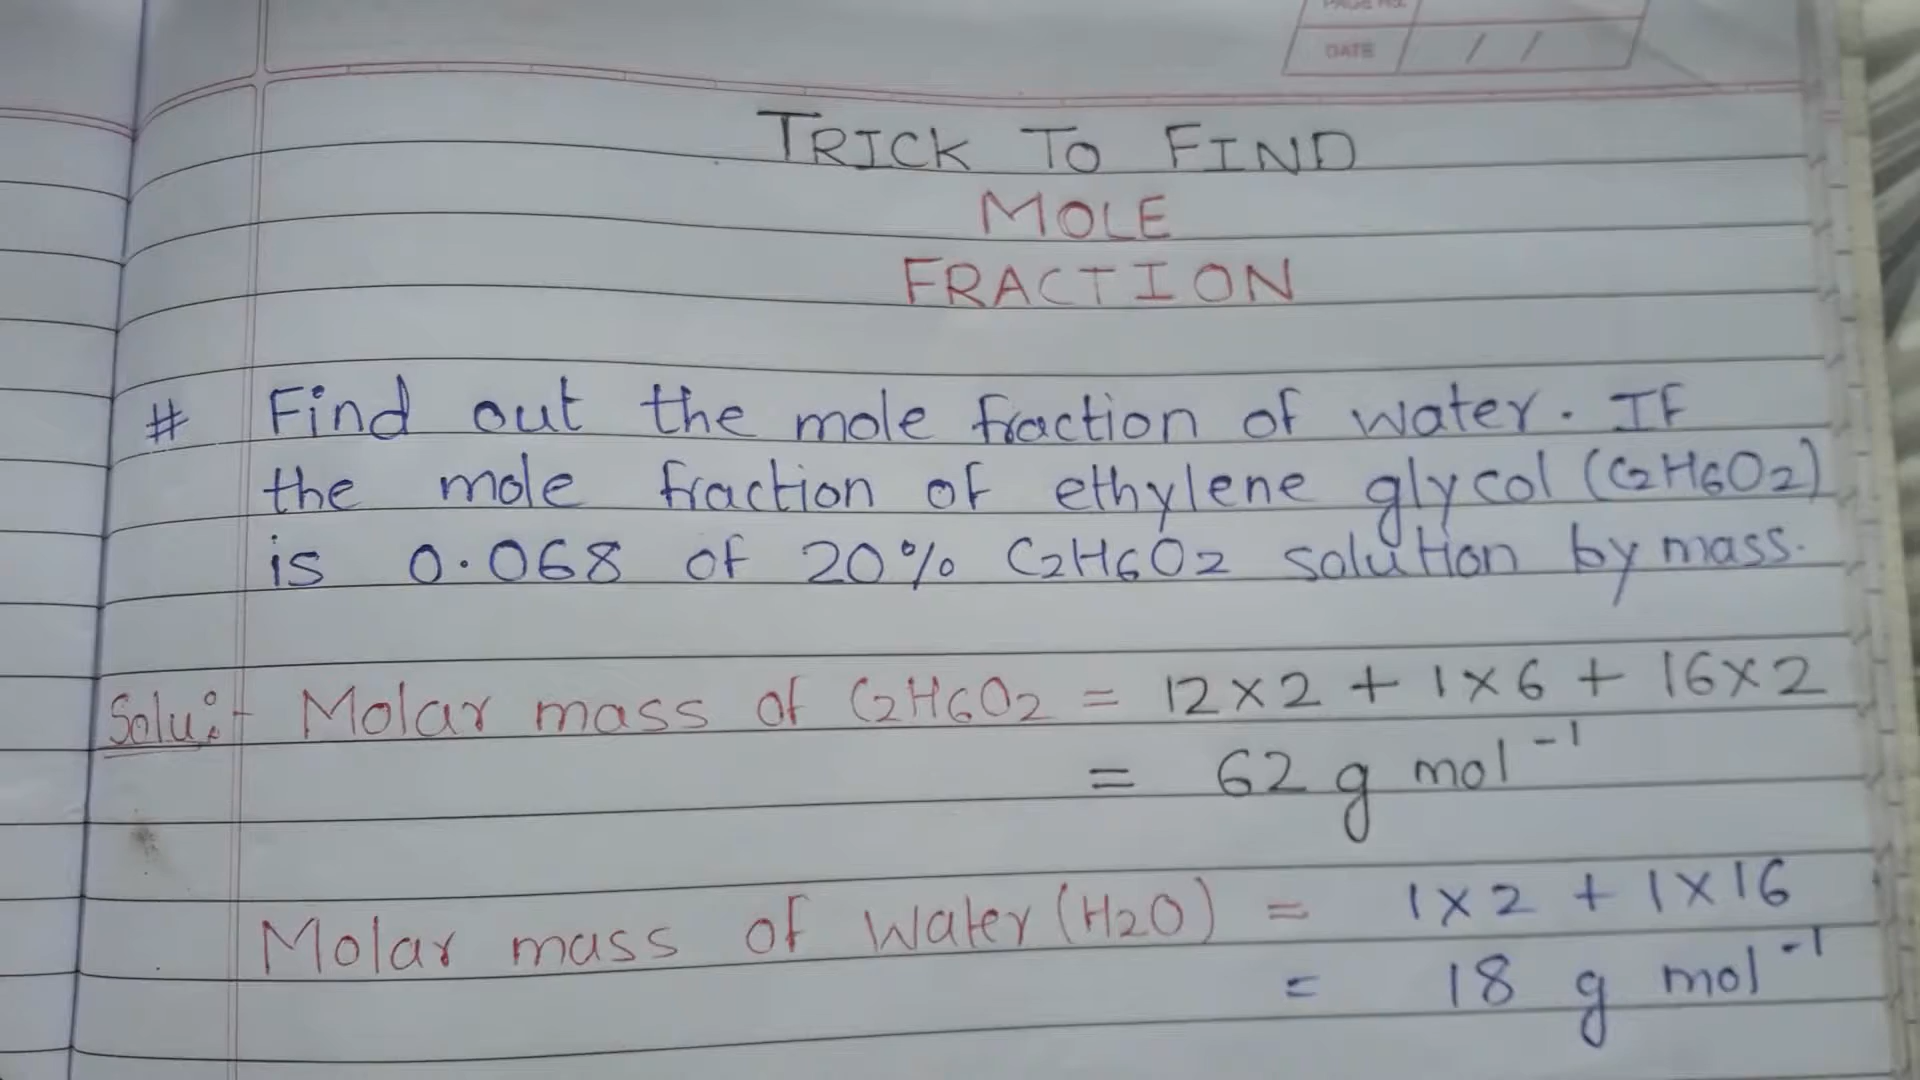 DATE / /
TRICK TO FIND
MOLE
FRACTION
# Find out the mole fraction of water. If
the mole fraction of ethylene glycol (C2H6O2)
is 0.068 of 20% C2H6O2 solution by mass.
Solu:- Molar mass of C2H6O2 = 12×2 + 1×6 + 16×2
= 62 g mol⁻¹
Molar mass of Water (H2O) = 1×2 + 1×16
= 18 g mol⁻¹